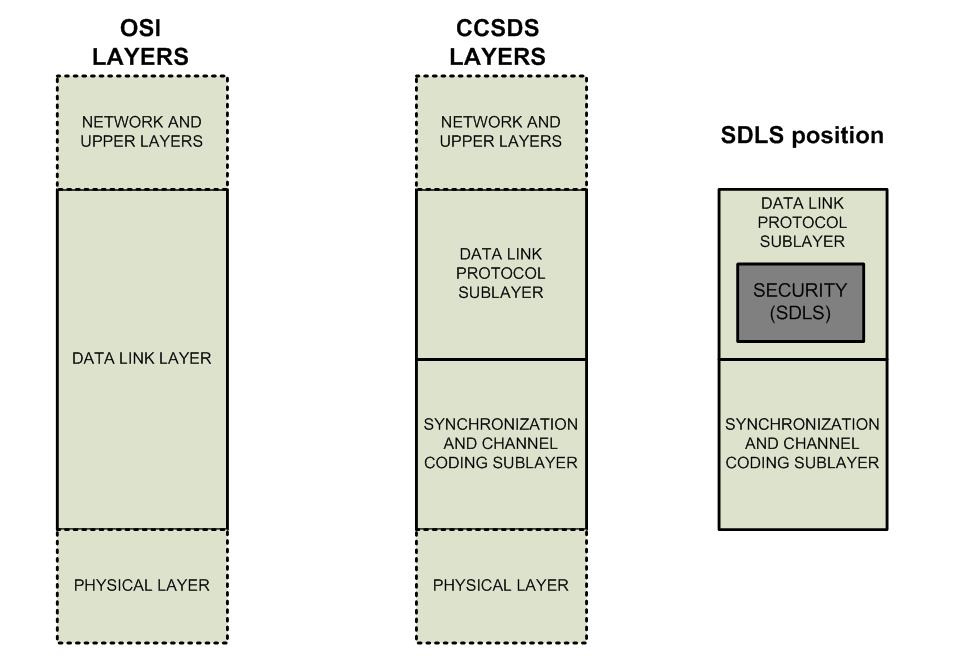 OSI
LAYERS
NETWORK AND
UPPER LAYERS
DATA LINK LAYER
PHYSICAL LAYER
CCSDS
LAYERS
NETWORK AND
UPPER LAYERS
DATA LINK
PROTOCOL
SUBLAYER
SYNCHRONIZATION
AND CHANNEL
CODING SUBLAYER
PHYSICAL LAYER
SDLS position
DATA LINK
PROTOCOL
SUBLAYER
SECURITY
(SDLS)
SYNCHRONIZATION
AND CHANNEL
CODING SUBLAYER